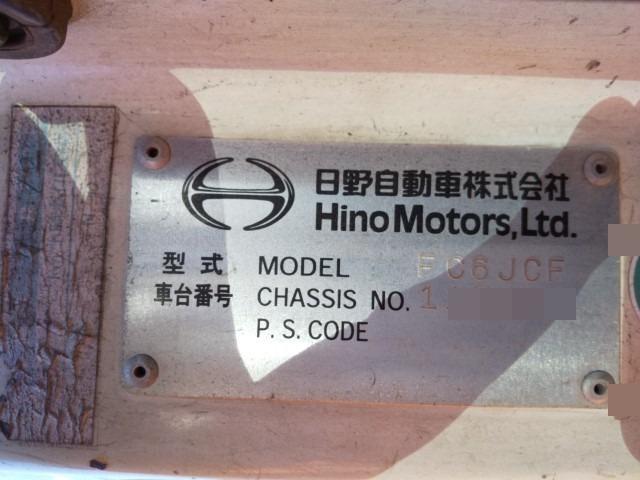 日野自動車株式会社
Hino Motors, Ltd.
型式 MODEL FC6JCF
車台番号 CHASSIS NO. 1
P. S. CODE